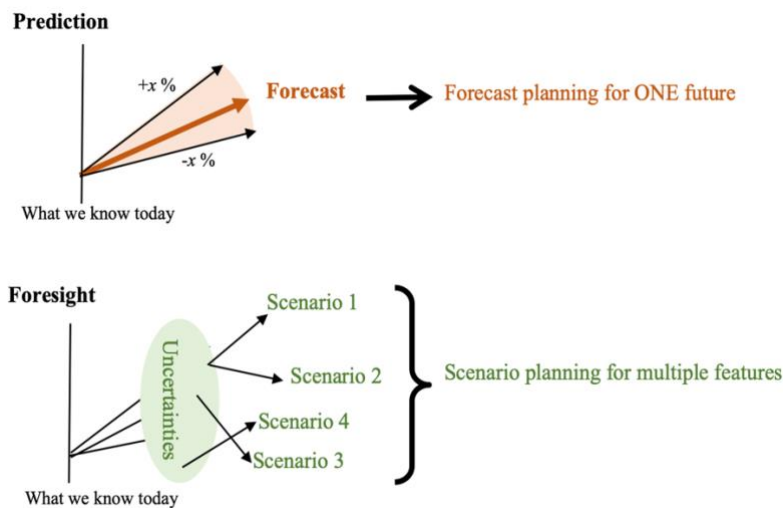 Prediction
+x %
Forecast
Forecast planning for ONE future
-x %
What we know today
Foresight
Scenario 1
Uncertainties
Scenario 2
Scenario planning for multiple features
Scenario 4
Scenario 3
What we know today